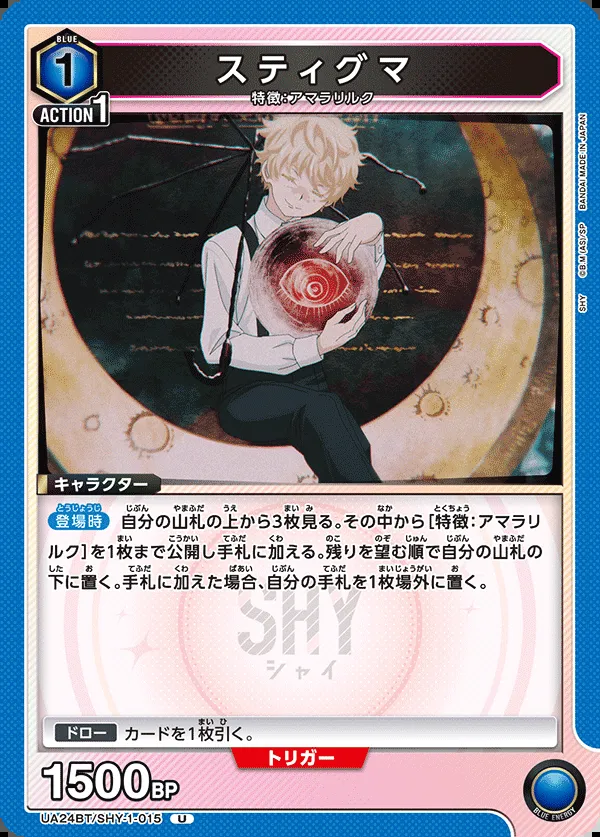 BLUE
1
ACTION 1
スティグマ
特徴:アマラリルク
BANDAI MADE IN JAPAN
©B.M(AS)/SP
SHY
キャラクター
登場時 自分の山札の上から3枚見る。その中から[特徴:アマラリ
ルク]を1枚まで公開し手札に加える。残りを望む順で自分の山札の
下に置く。手札に加えた場合、自分の手札を1枚場外に置く。
SHY
シャイ
ドロー カードを1枚引く。
トリガー
1500BP
UA24BT/SHY-1-015 U
BLUE ENERGY